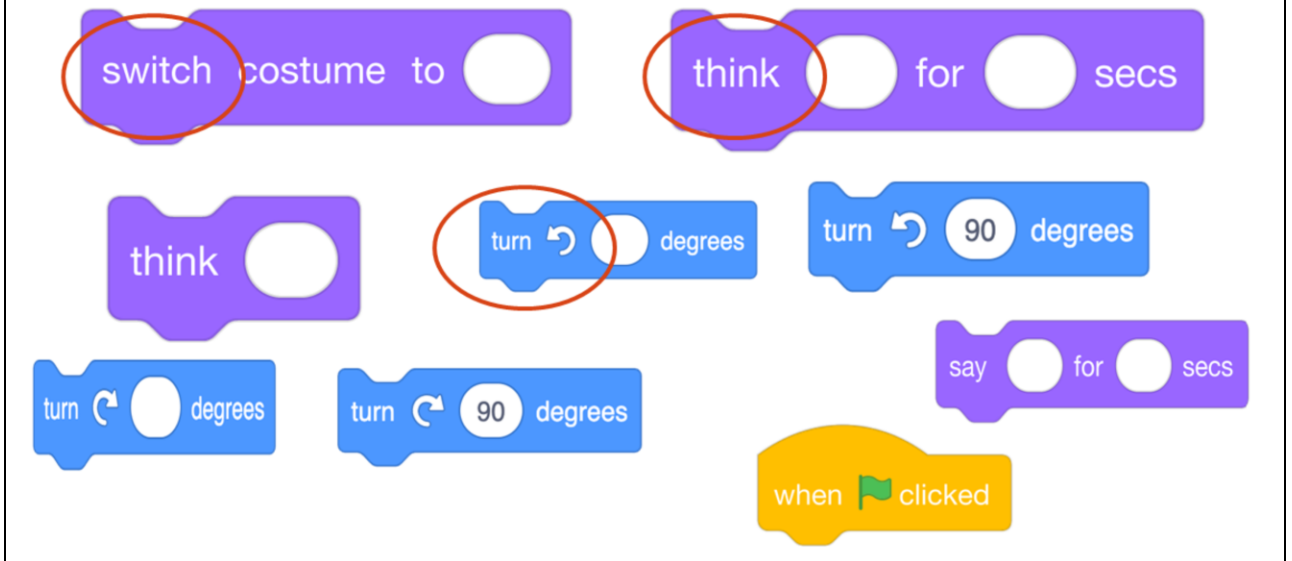 switch costume to
think for secs
think
turn degrees
turn 90 degrees
say for secs
turn degrees
turn 90 degrees
when clicked